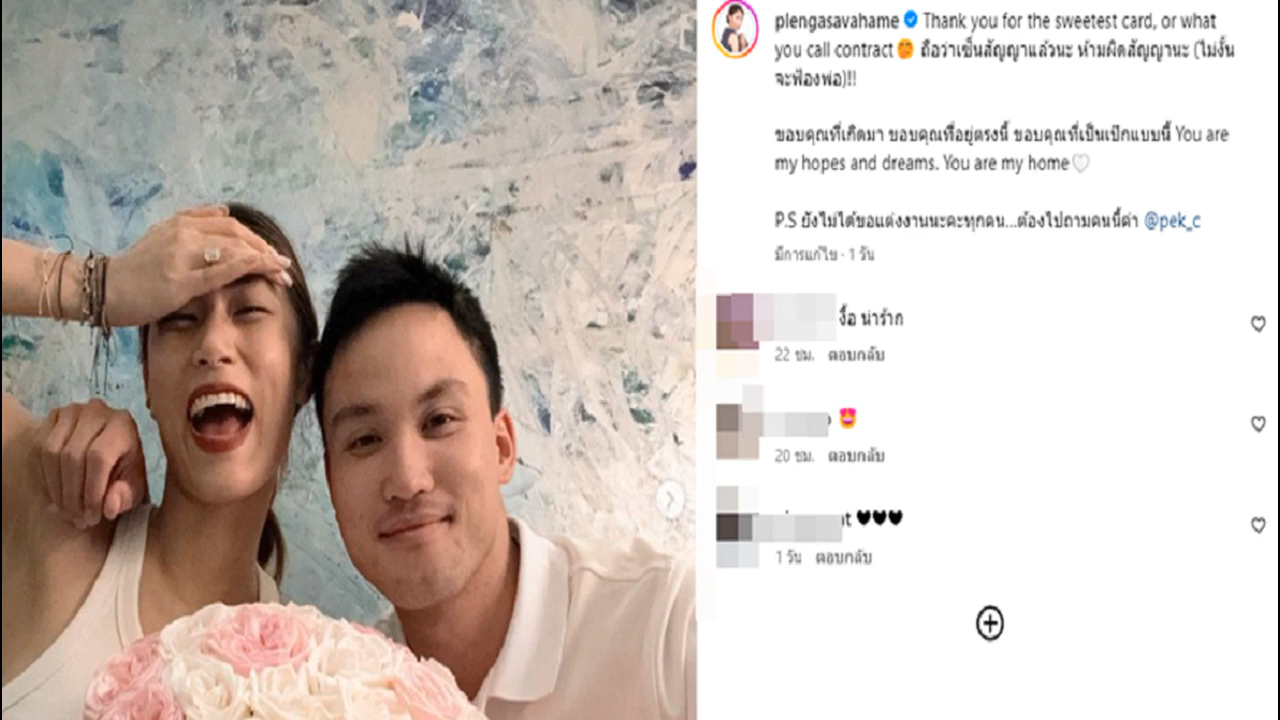 plengasavahame Thank you for the sweetest card, or what
you call contract🤭 ถือว่าเซ็นสัญญาแล้วนะ ห้ามผิดสัญญานะ (ไม่งั้น
จะฟ้องพ่อ)!!
ขอบคุณที่เกิดมา ขอบคุณที่อยู่ตรงนี้ ขอบคุณที่เป็นเป๊กแบบนี้ You are
my hopes and dreams. You are my home🤍
P.S ยังไม่ได้ขอแต่งงานนะคะทุกคน...ต้องไปถามคนนี้ค่ำ @pek_c
มีการแก้ไข · 1 วัน
งื้อ น่าร้าก
22 ชม. ตอบกลับ
🤩
20 ชม. ตอบกลับ
🖤🖤🖤
1 วัน ตอบกลับ